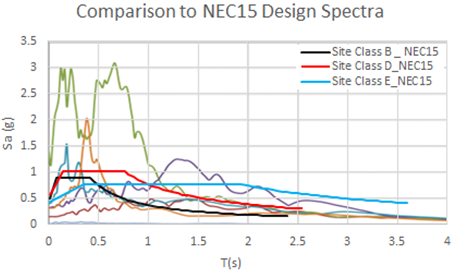 Comparison to NEC15 Design Spectra
3.5
3
2.5
2
1.5
1
0.5
0
Sa (g)
Site Class B _ NEC15
Site Class D_NEC15
Site Class E_NEC15
0 0.5 1 1.5 2 2.5 3 3.5 4
T(s)